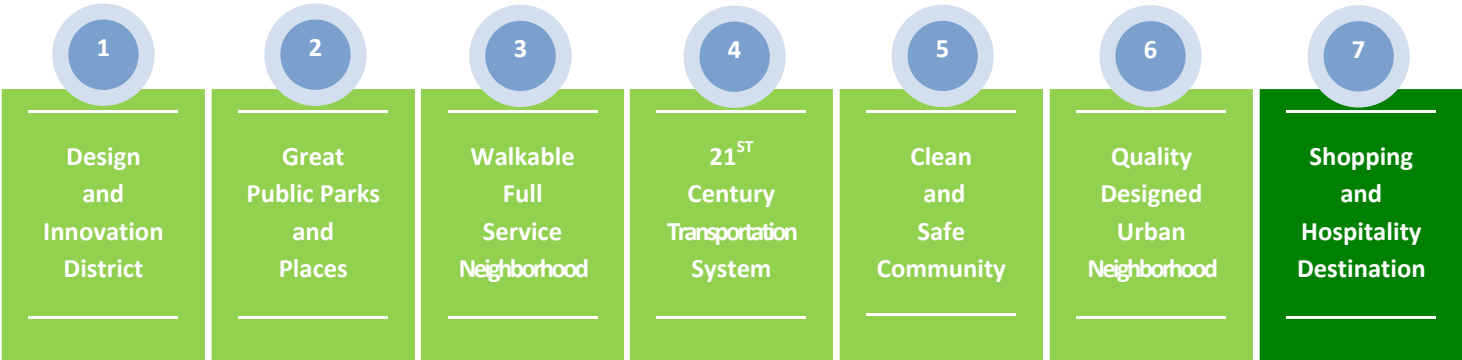 1
Design
and
Innovation
District
2
Great
Public Parks
and
Places
3
Walkable
Full
Service
Neighborhood
4
21ST
Century
Transportation
System
5
Clean
and
Safe
Community
6
Quality
Designed
Urban
Neighborhood
7
Shopping
and
Hospitality
Destination